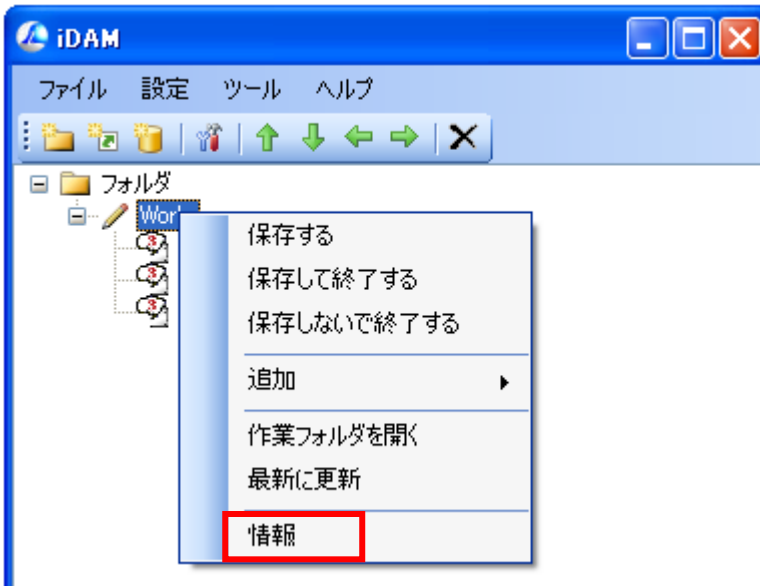 iDAM
ファイル 設定 ツール ヘルプ
フォルダ
保存する
保存して終了する
保存しないで終了する
追加
作業フォルダを開く
最新に更新
情報